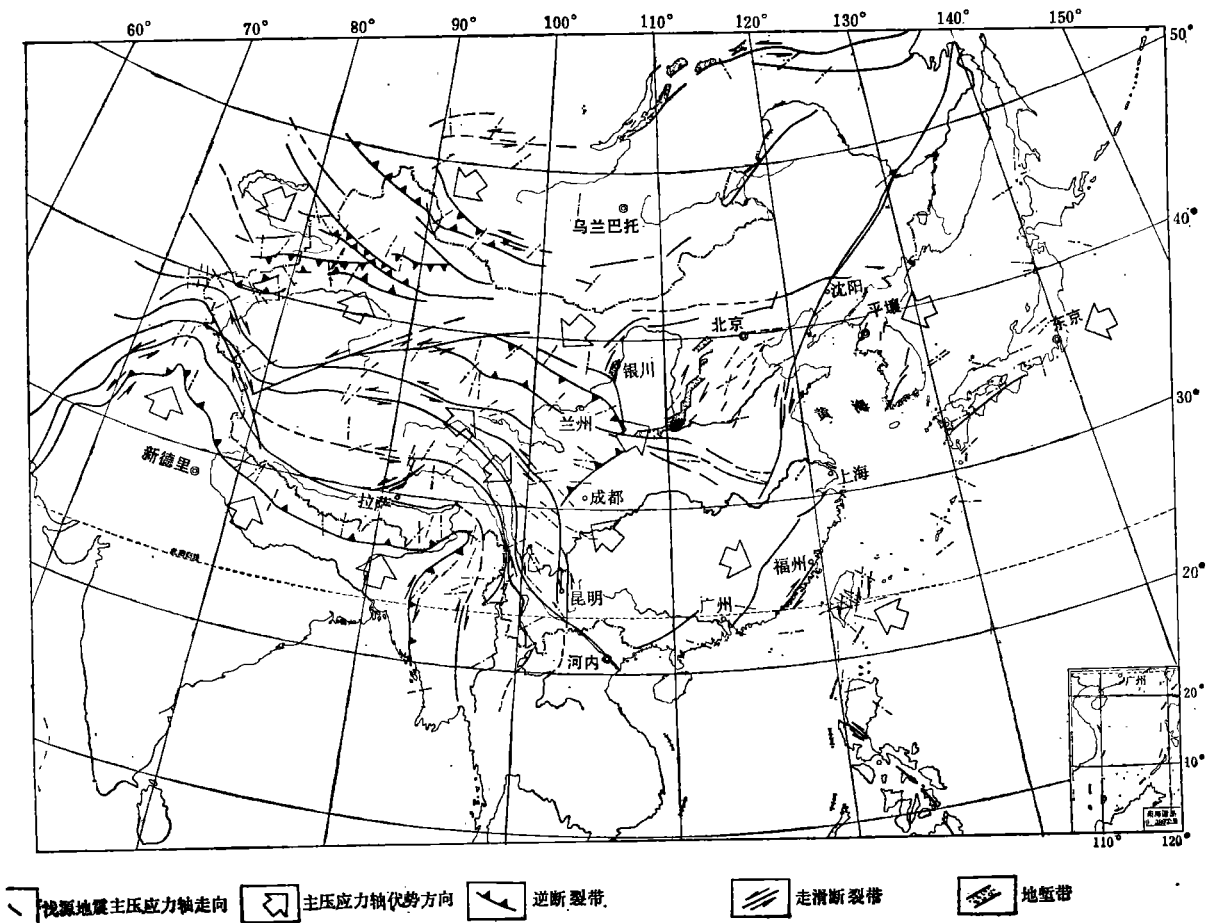 60° 70° 80° 90° 100° 110° 120° 130° 140° 150°
50°
40°
30°
20°
10°
乌兰巴托
沈阳
平壤
北京
东京
银川
黄海
兰州
新德里
上海
成都
拉萨
福州
昆明
广州
河内
广州
20°
110° 120°
浅源地震主压应力轴走向
主压应力轴优势方向
逆断裂带
走滑断裂带
地堑带